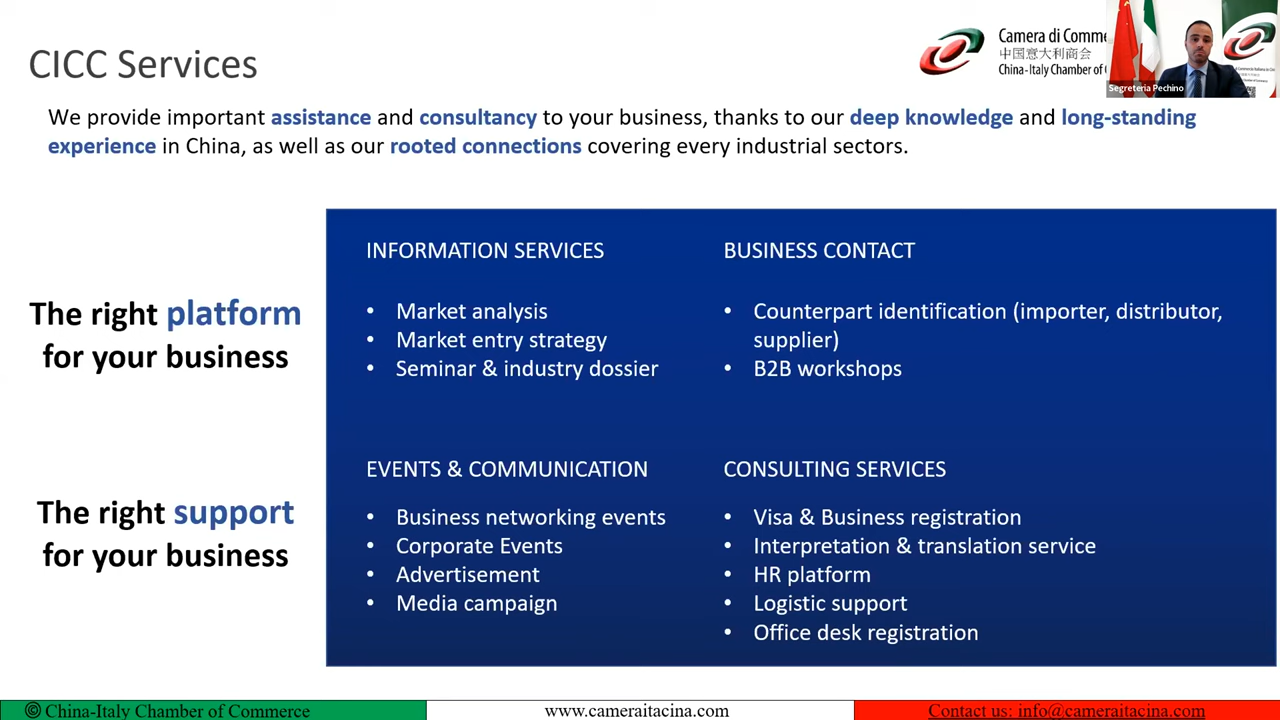 CICC Services
Camera di Comme
中国意大利商会
China-Italy Chamber of C
Segreteria Pechino
We provide important assistance and consultancy to your business, thanks to our deep knowledge and long-standing
experience in China, as well as our rooted connections covering every industrial sectors.
The right platform
for your business
INFORMATION SERVICES
• Market analysis
• Market entry strategy
• Seminar & industry dossier
BUSINESS CONTACT
• Counterpart identification (importer, distributor,
supplier)
• B2B workshops
The right support
for your business
EVENTS & COMMUNICATION
• Business networking events
• Corporate Events
• Advertisement
• Media campaign
CONSULTING SERVICES
• Visa & Business registration
• Interpretation & translation service
• HR platform
• Logistic support
• Office desk registration
© China-Italy Chamber of Commerce
www.cameraitacina.com
Contact us: info@cameraitacina.com